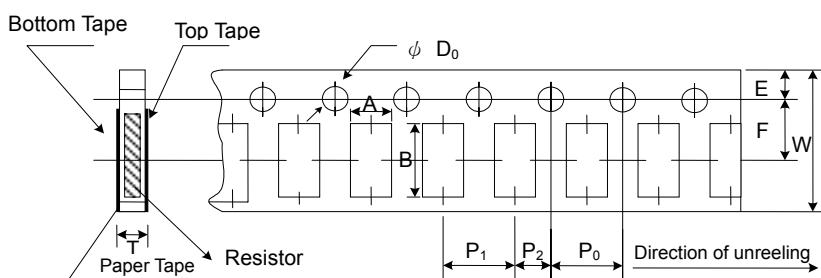 Bottom Tape
Top Tape
ψ D₀
E
A
F
W
B
T
Resistor
Paper Tape
P₁
P₂
P₀
Direction of unreeling